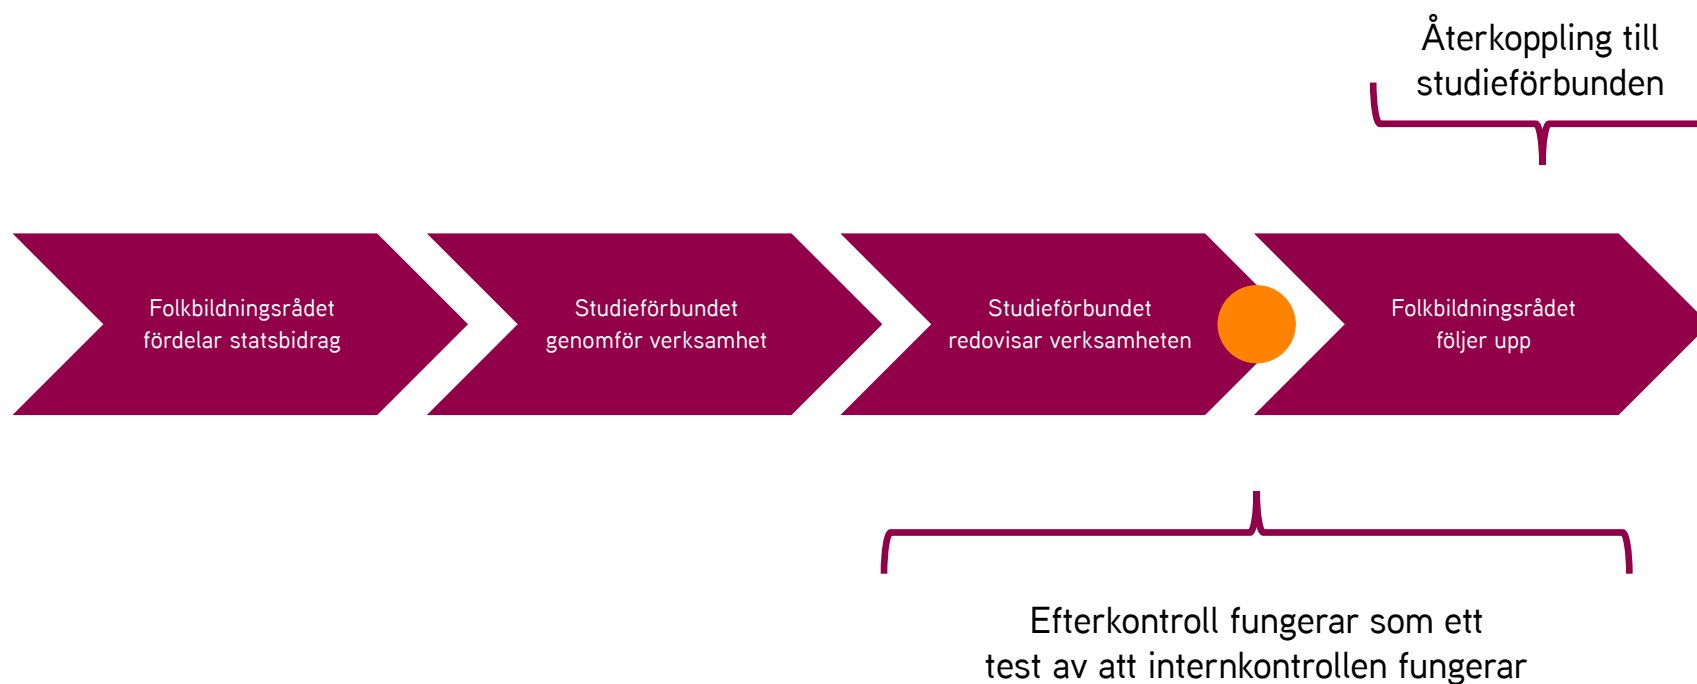 Återkoppling till
studieförbunden
Folkbildningsrådet
fördelar statsbidrag
Studieförbundet
genomför verksamhet
Studieförbundet
redovisar verksamheten
Folkbildningsrådet
följer upp
Efterkontroll fungerar som ett
test av att internkontrollen fungerar